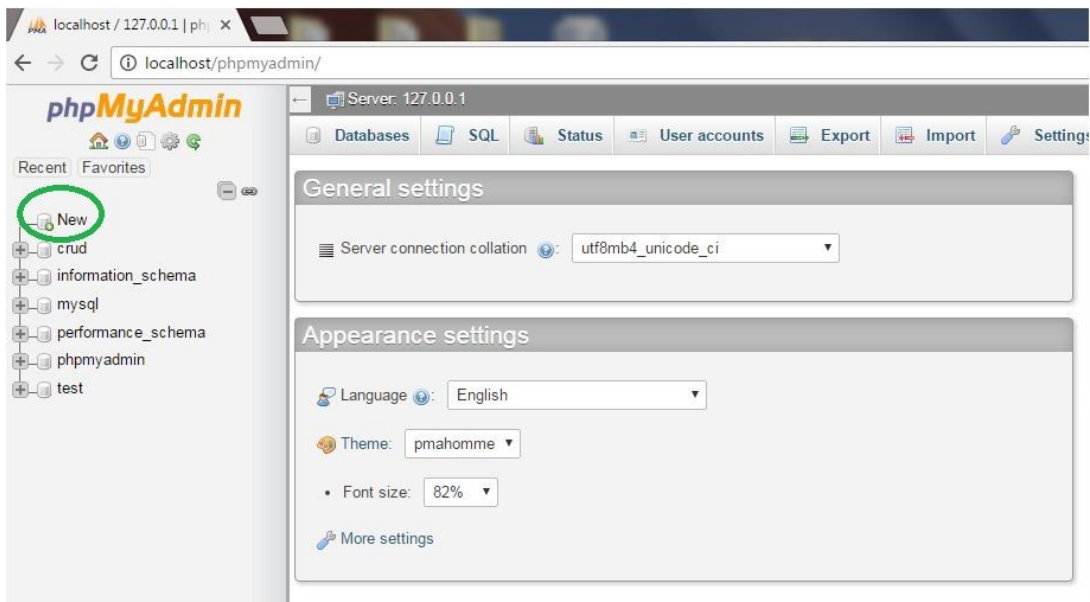 localhost / 127.0.0.1 | ph
localhost/phpmyadmin/
phpMyAdmin
Recent Favorites
New
crud
information_schema
mysql
performance_schema
phpmyadmin
test
Server: 127.0.0.1
Databases SQL Status User accounts Export Import Settings
General settings
Server connection collation : utf8mb4_unicode_ci
Appearance settings
Language : English
Theme: pmahomme
• Font size: 82%
More settings